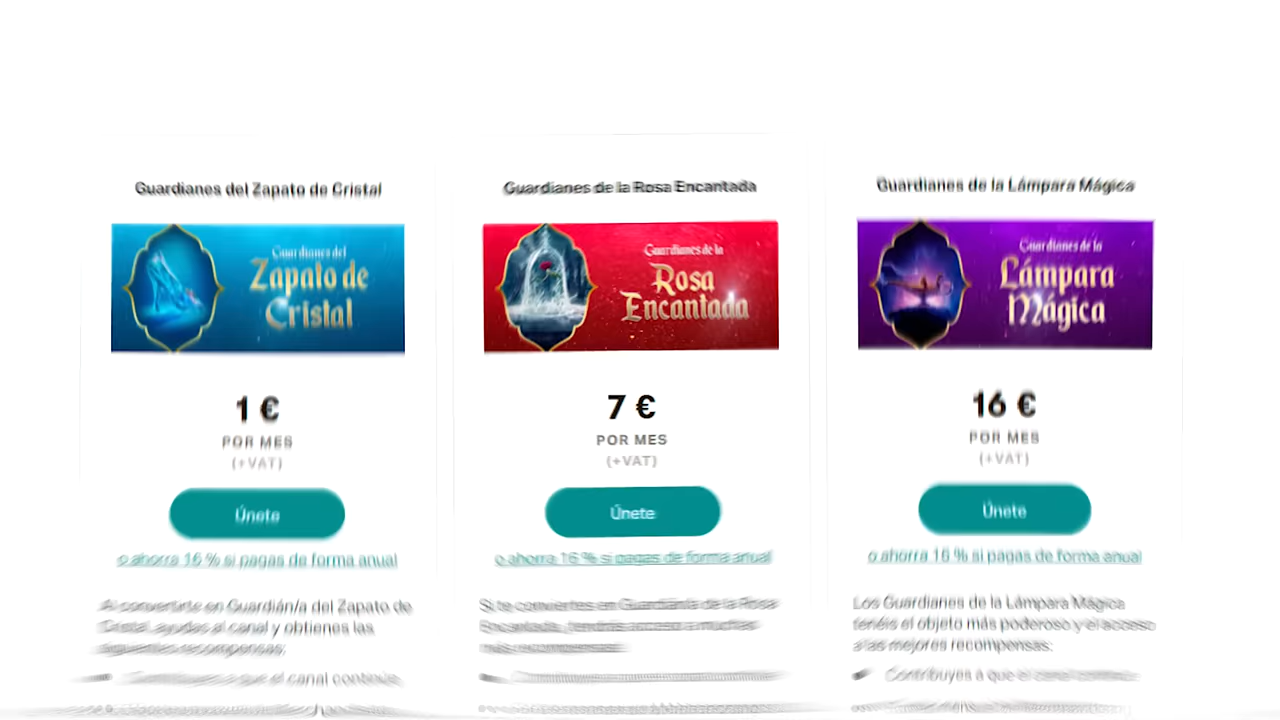 Guardianes del Zapato de Cristal
Guardianes del
Zapato de
Cristal
1 €
POR MES
(+VAT)
Únete
o ahorra 16 % si pagas de forma anual
Al convertirte en Guardián/a del Zapato de
Cristal, ayudas al canal y obtienes las
siguientes recompensas:
Guardianes de la Rosa Encantada
Guardianes de la
Rosa
Encantada
7 €
POR MES
(+VAT)
Únete
o ahorra 16 % si pagas de forma anual
Si te conviertes en Guardián/a de la Rosa
Encantada, tendrás acceso a muchas
más recompensas:
Guardianes de la Lámpara Mágica
Guardianes de la
Lámpara
Mágica
16 €
POR MES
(+VAT)
Únete
o ahorra 16 % si pagas de forma anual
Los Guardianes de la Lámpara Mágica
tenéis el objeto más poderoso y el acceso
a las mejores recompensas:
Contribuyes a que el canal